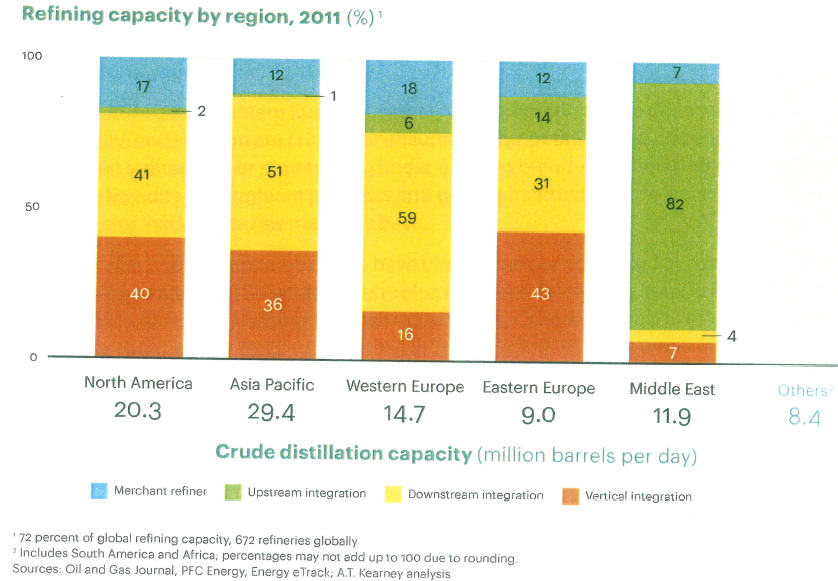 Refining capacity by region, 2011 (%) ¹
100
50
0
17
2
41
40
12
1
51
36
18
6
59
16
12
14
31
43
7
82
4
7
North America Asia Pacific Western Europe Eastern Europe Middle East Others²
20.3 29.4 14.7 9.0 11.9 8.4
Crude distillation capacity (million barrels per day)
Merchant refiner Upstream integration Downstream integration Vertical integration
¹ 72 percent of global refining capacity, 672 refineries globally
² Includes South America and Africa; percentages may not add up to 100 due to rounding.
Sources: Oil and Gas Journal, PFC Energy, Energy eTrack; A.T. Kearney analysis